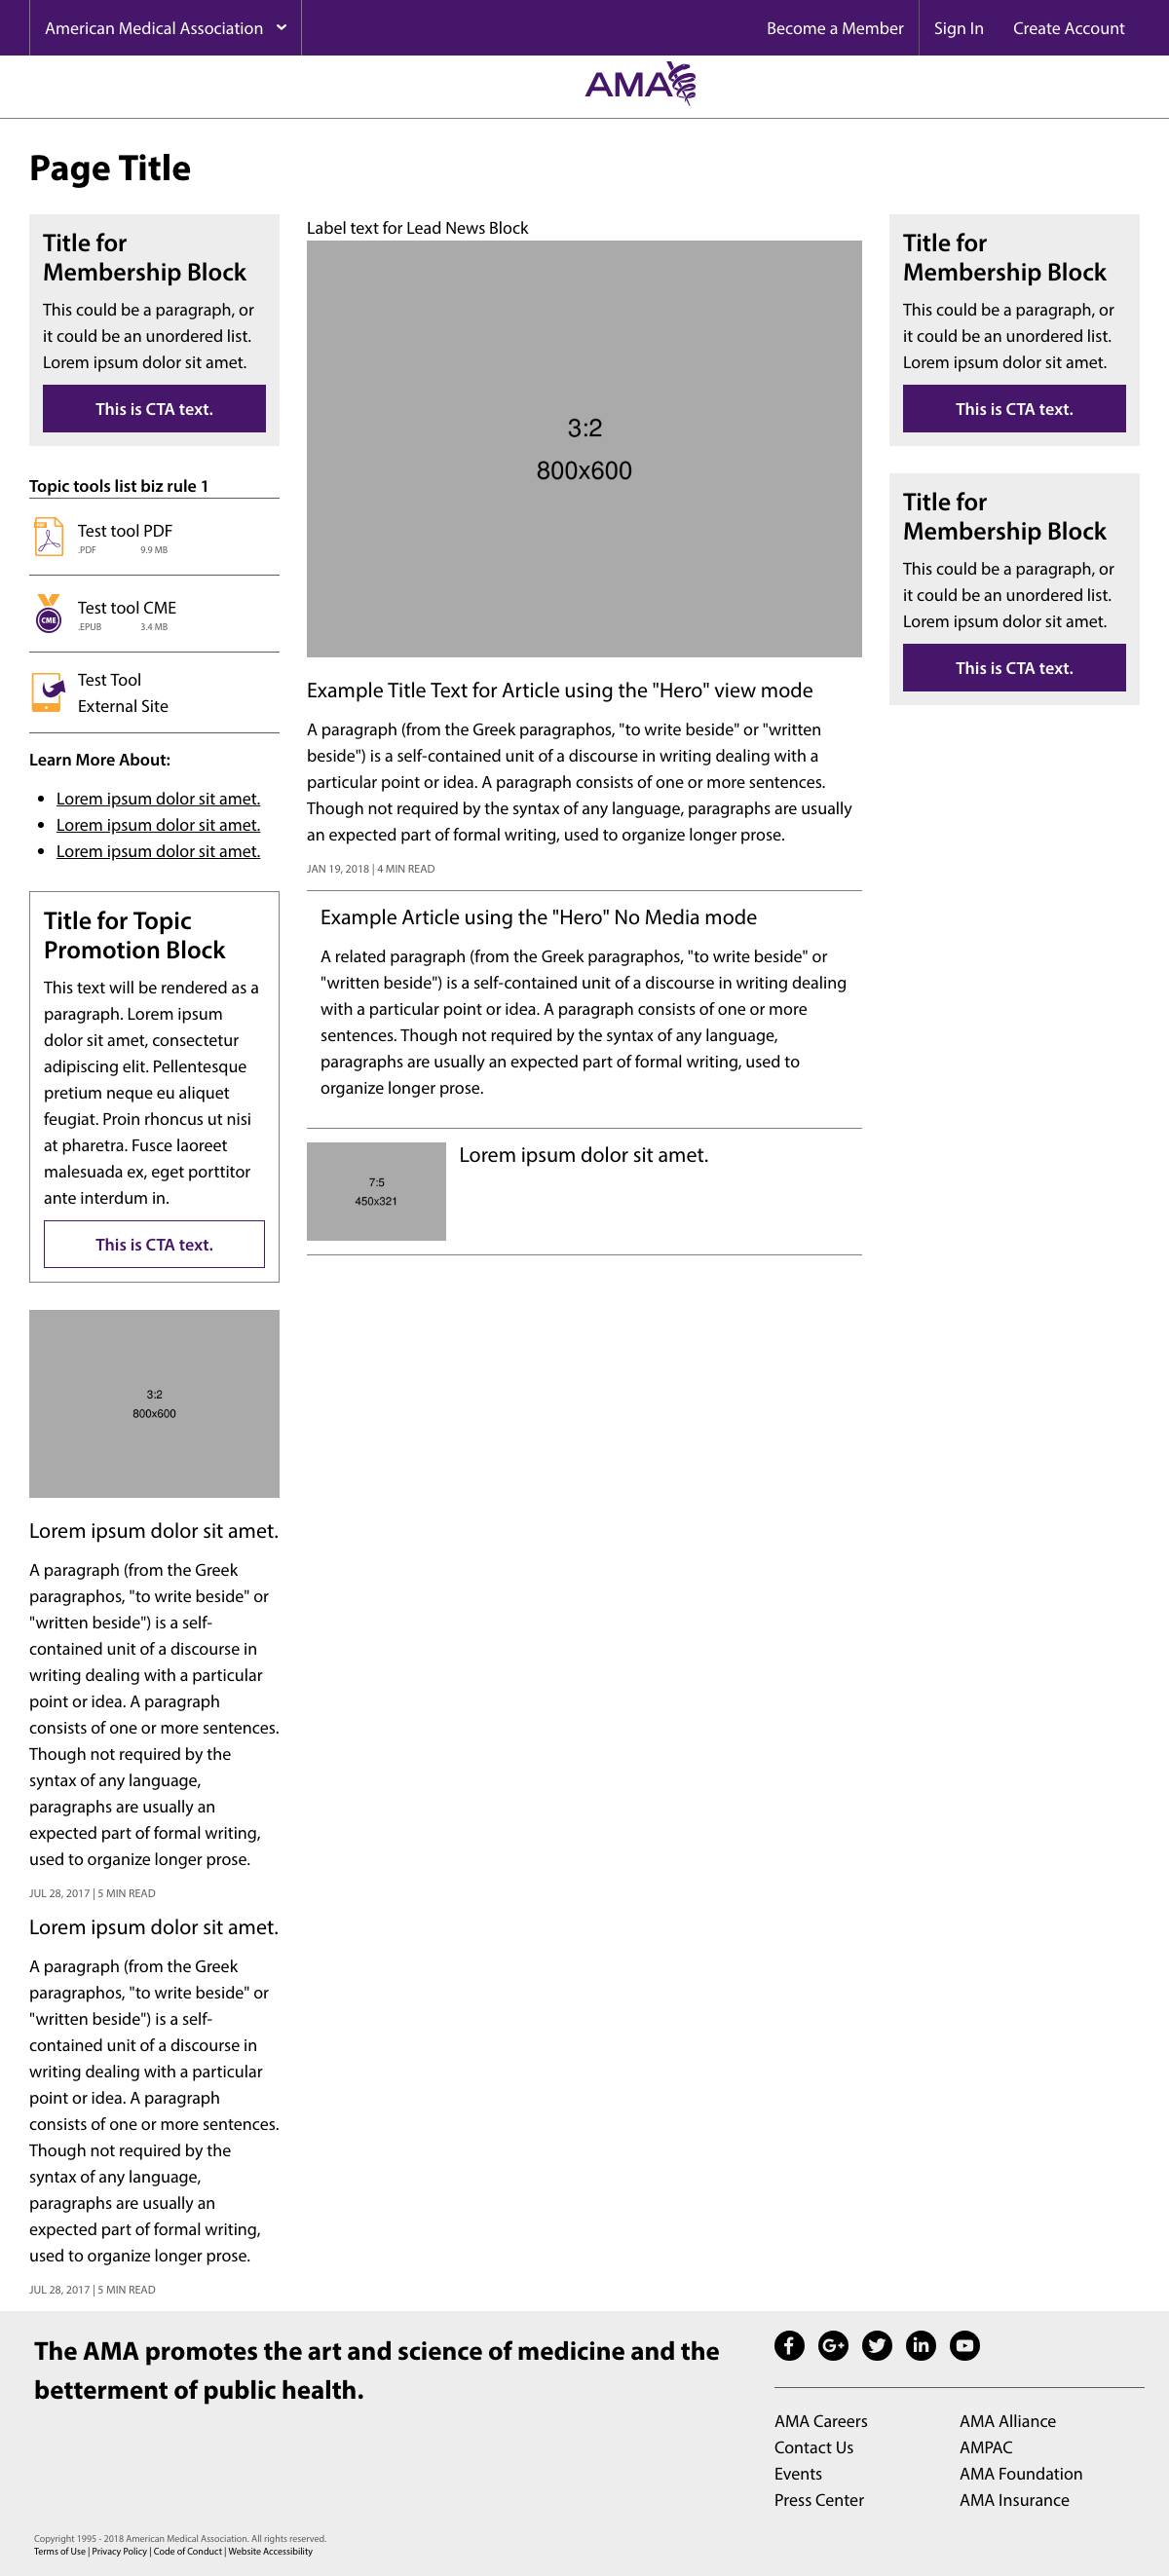 American Medical Association
Become a Member
Sign In
Create Account
AMA
Page Title
Title for
Membership Block
This could be a paragraph, or
it could be an unordered list.
Lorem ipsum dolor sit amet.
This is CTA text.
Topic tools list biz rule 1
PDF
Test tool PDF
.PDF 9.9 MB
CME
Test tool CME
.EPUB 3.4 MB
Test Tool
External Site
Learn More About:
Lorem ipsum dolor sit amet.
Lorem ipsum dolor sit amet.
Lorem ipsum dolor sit amet.
Title for Topic
Promotion Block
This text will be rendered as a
paragraph. Lorem ipsum
dolor sit amet, consectetur
adipiscing elit. Pellentesque
pretium neque eu aliquet
feugiat. Proin rhoncus ut nisi
at pharetra. Fusce laoreet
malesuada ex, eget porttitor
ante interdum in.
This is CTA text.
3:2
800x600
Lorem ipsum dolor sit amet.
A paragraph (from the Greek
paragraphos, "to write beside" or
"written beside") is a self-
contained unit of a discourse in
writing dealing with a particular
point or idea. A paragraph
consists of one or more sentences.
Though not required by the
syntax of any language,
paragraphs are usually an
expected part of formal writing,
used to organize longer prose.
JUL 28, 2017 | 5 MIN READ
Lorem ipsum dolor sit amet.
A paragraph (from the Greek
paragraphos, "to write beside" or
"written beside") is a self-
contained unit of a discourse in
writing dealing with a particular
point or idea. A paragraph
consists of one or more sentences.
Though not required by the
syntax of any language,
paragraphs are usually an
expected part of formal writing,
used to organize longer prose.
JUL 28, 2017 | 5 MIN READ
Label text for Lead News Block
3:2
800x600
Example Title Text for Article using the "Hero" view mode
A paragraph (from the Greek paragraphos, "to write beside" or "written
beside") is a self-contained unit of a discourse in writing dealing with a
particular point or idea. A paragraph consists of one or more sentences.
Though not required by the syntax of any language, paragraphs are usually
an expected part of formal writing, used to organize longer prose.
JAN 19, 2018 | 4 MIN READ
Example Article using the "Hero" No Media mode
A related paragraph (from the Greek paragraphos, "to write beside" or
"written beside") is a self-contained unit of a discourse in writing dealing
with a particular point or idea. A paragraph consists of one or more
sentences. Though not required by the syntax of any language,
paragraphs are usually an expected part of formal writing, used to
organize longer prose.
7:5
450x321
Lorem ipsum dolor sit amet.
Title for
Membership Block
This could be a paragraph, or
it could be an unordered list.
Lorem ipsum dolor sit amet.
This is CTA text.
Title for
Membership Block
This could be a paragraph, or
it could be an unordered list.
Lorem ipsum dolor sit amet.
This is CTA text.
The AMA promotes the art and science of medicine and the
betterment of public health.
AMA Careers
Contact Us
Events
Press Center
AMA Alliance
AMPAC
AMA Foundation
AMA Insurance
Copyright 1995 - 2018 American Medical Association. All rights reserved.
Terms of Use | Privacy Policy | Code of Conduct | Website Accessibility